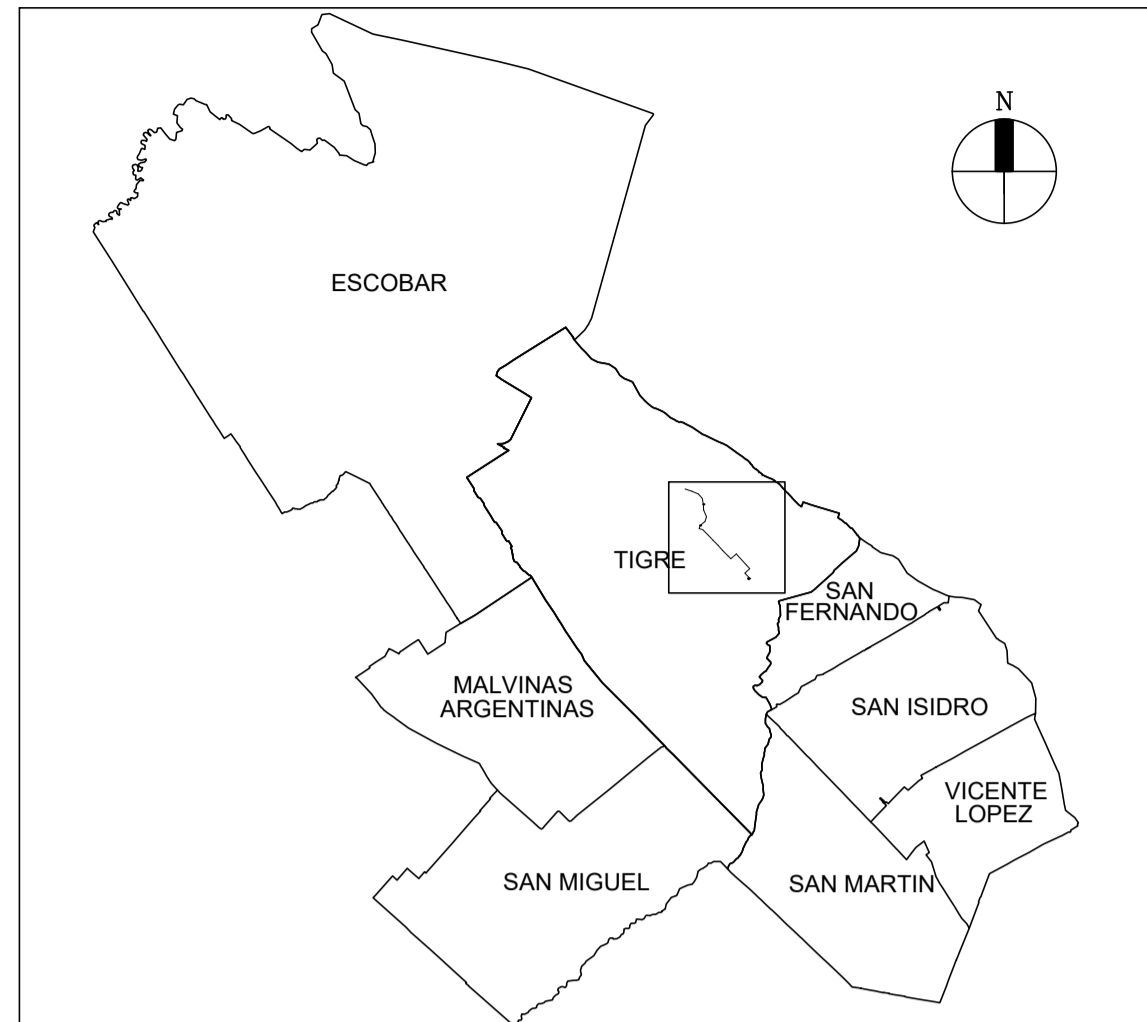 N
ESCOBAR
TIGRE
SAN
FERNANDO
MALVINAS
ARGENTINAS
SAN ISIDRO
VICENTE
LOPEZ
SAN MIGUEL
SAN MARTIN